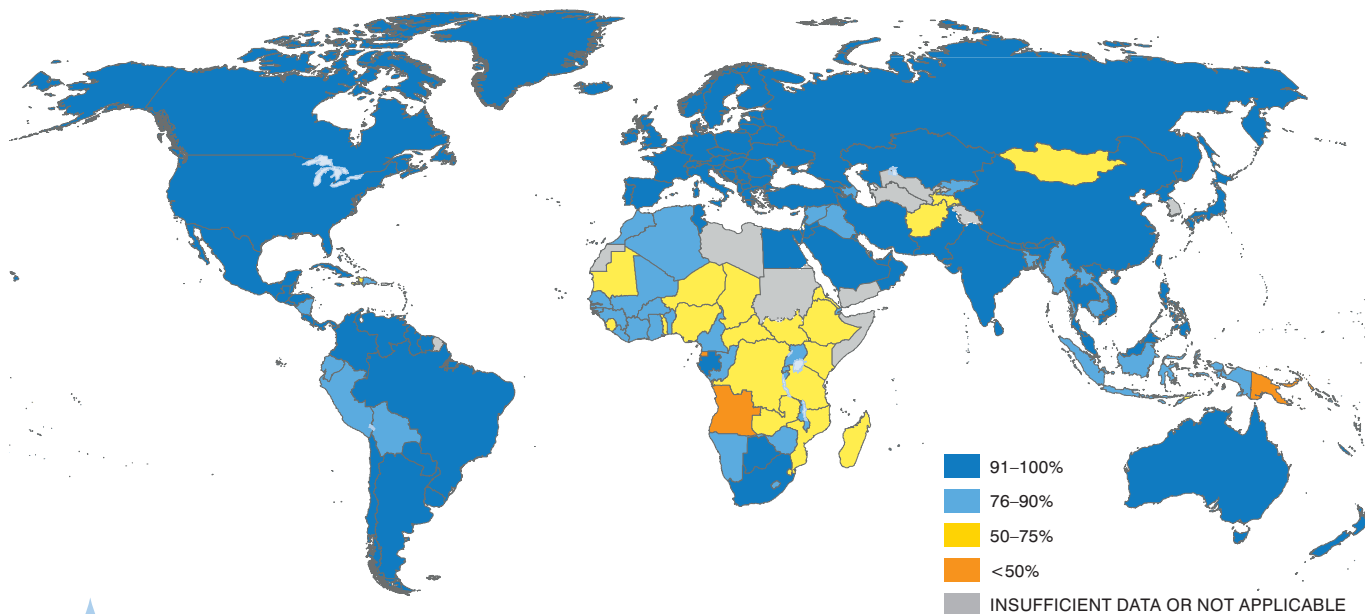 91–100%
76–90%
50–75%
<50%
INSUFFICIENT DATA OR NOT APPLICABLE